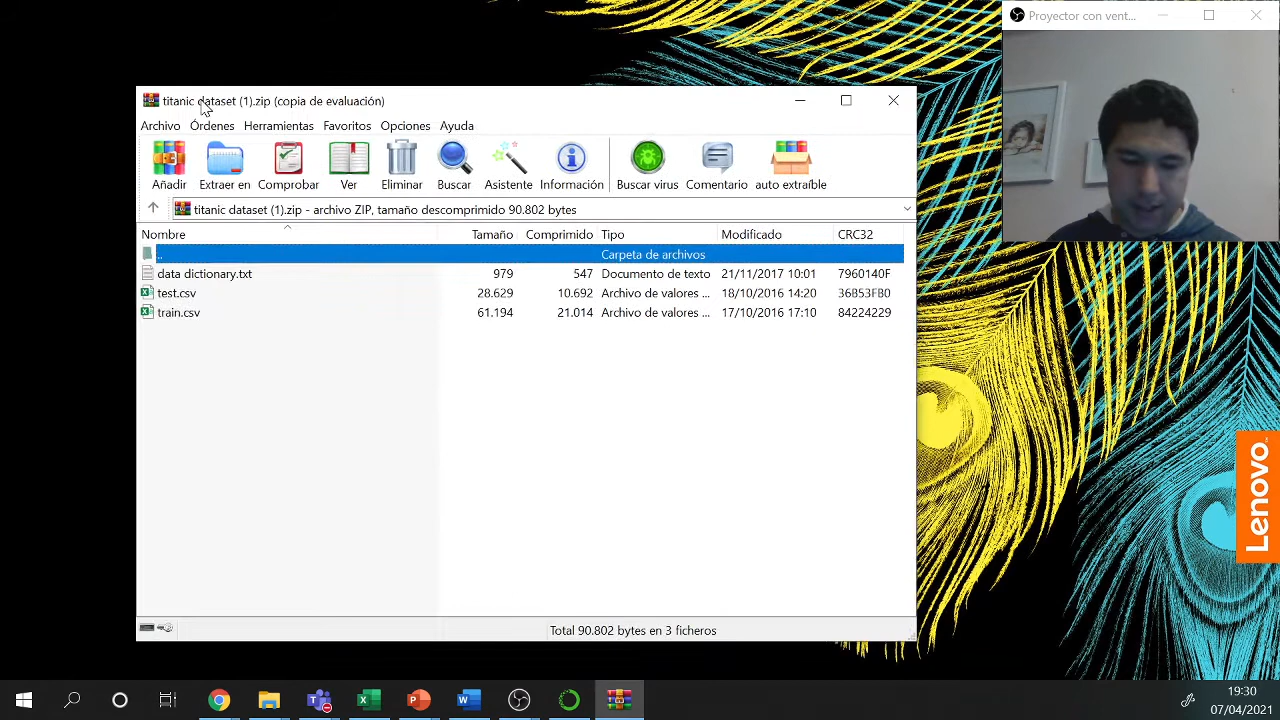 Proyector con vent...
titanic dataset (1).zip (copia de evaluación)
Archivo Órdenes Herramientas Favoritos Opciones Ayuda
Añadir Extraer en Comprobar Ver Eliminar Buscar Asistente Información Buscar virus Comentario auto extraíble
titanic dataset (1).zip - archivo ZIP, tamaño descomprimido 90.802 bytes
Nombre Tamaño Comprimido Tipo Modificado CRC32
.. Carpeta de archivos
data dictionary.txt 979 547 Documento de texto 21/11/2017 10:01 7960140F
test.csv 28.629 10.692 Archivo de valores ... 18/10/2016 14:20 36B53FB0
train.csv 61.194 21.014 Archivo de valores ... 17/10/2016 17:10 84224229
Total 90.802 bytes en 3 ficheros
Lenovo
19:30
07/04/2021